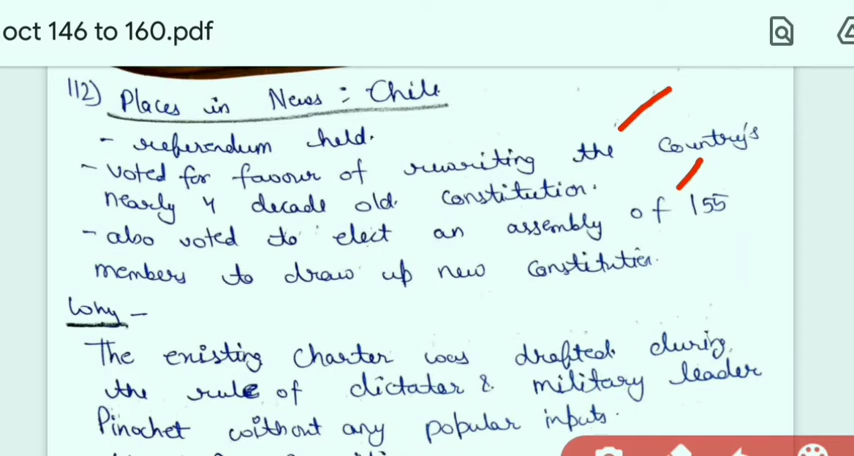 oct 146 to 160.pdf
112) Places in News : Chile
- referendum held.
- voted for favour of rewriting the Country's
nearly 4 decade old constitution.
- also voted to elect an assembly of 155
members to draw up new constitution.
Why -
The existing charter was drafted during
the rule of dictator & military leader
Pinochet without any popular inputs.